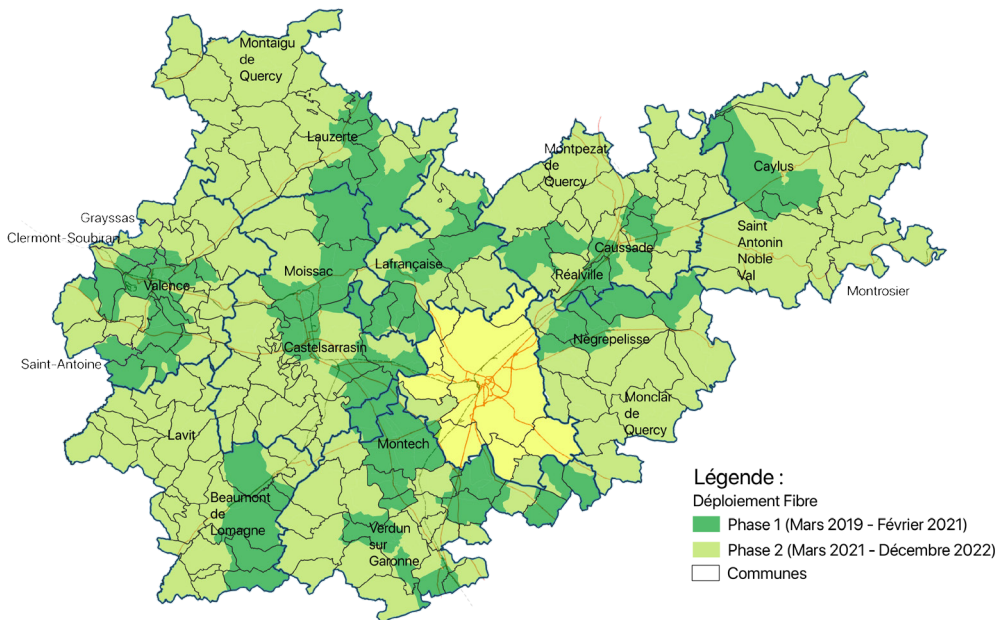 Montaigu
de
Quercy
Lauzerte
Montpezat
de
Quercy
Caylus
Grayssas
Clermont-Soubiran
Saint
Antonin
Noble
Val
Caussade
Lafrançaise
Moissac
Réalville
Valence
Montrosier
Nègrepelisse
Castelsarrasin
Saint-Antoine
Monclar
de
Quercy
Lavit
Montech
Beaumont
de
Lomagne
Verdun
sur
Garonne
Légende :
Déploiement Fibre
Phase 1 (Mars 2019 - Février 2021)
Phase 2 (Mars 2021 - Décembre 2022)
Communes